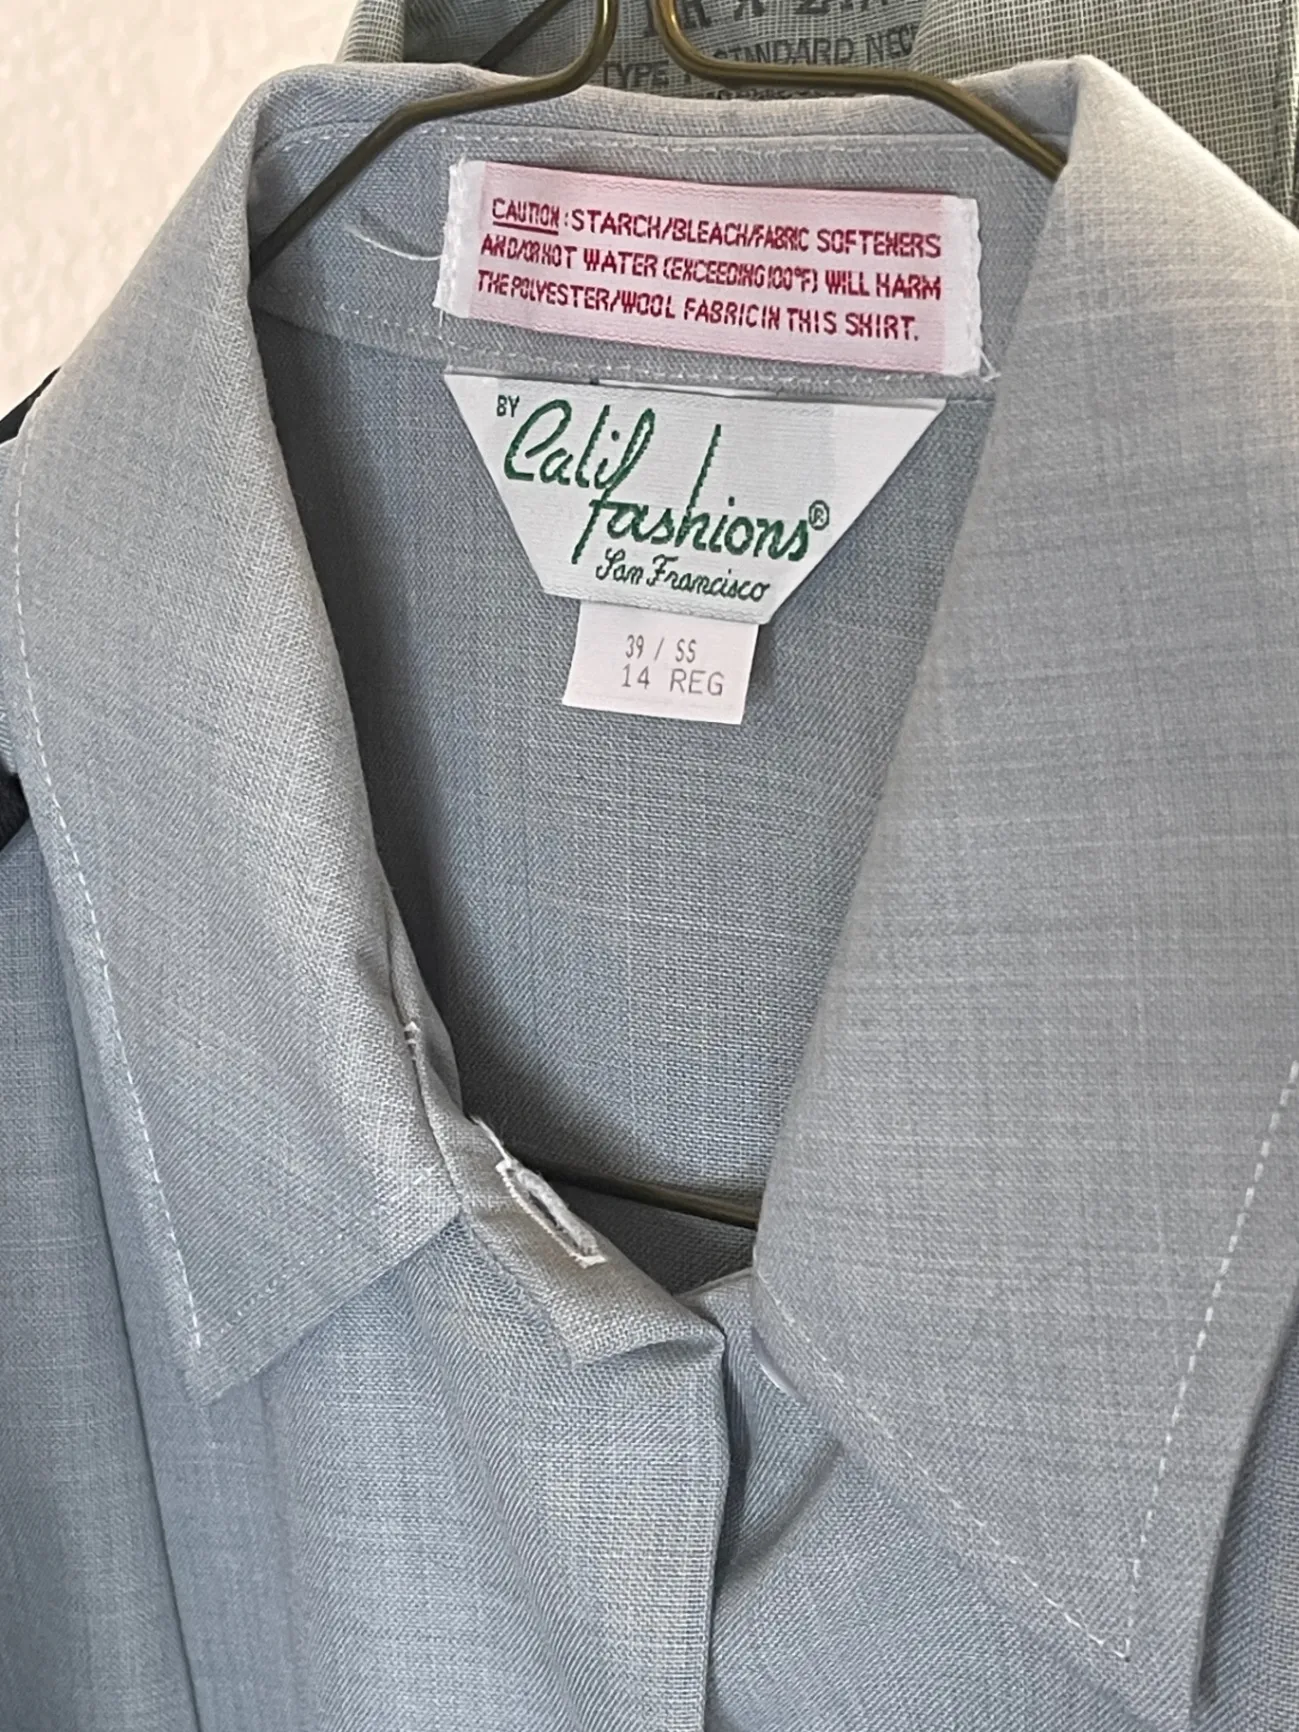 TYPE STANDARD NEC
CAUTION: STARCH/BLEACH/FABRIC SOFTENERS
AND/OR HOT WATER (EXCEEDING 100°F) WILL HARM
THE POLYESTER/WOOL FABRIC IN THIS SHIRT.
BY
Calif
fashions®
San Francisco
39 / SS
14 REG